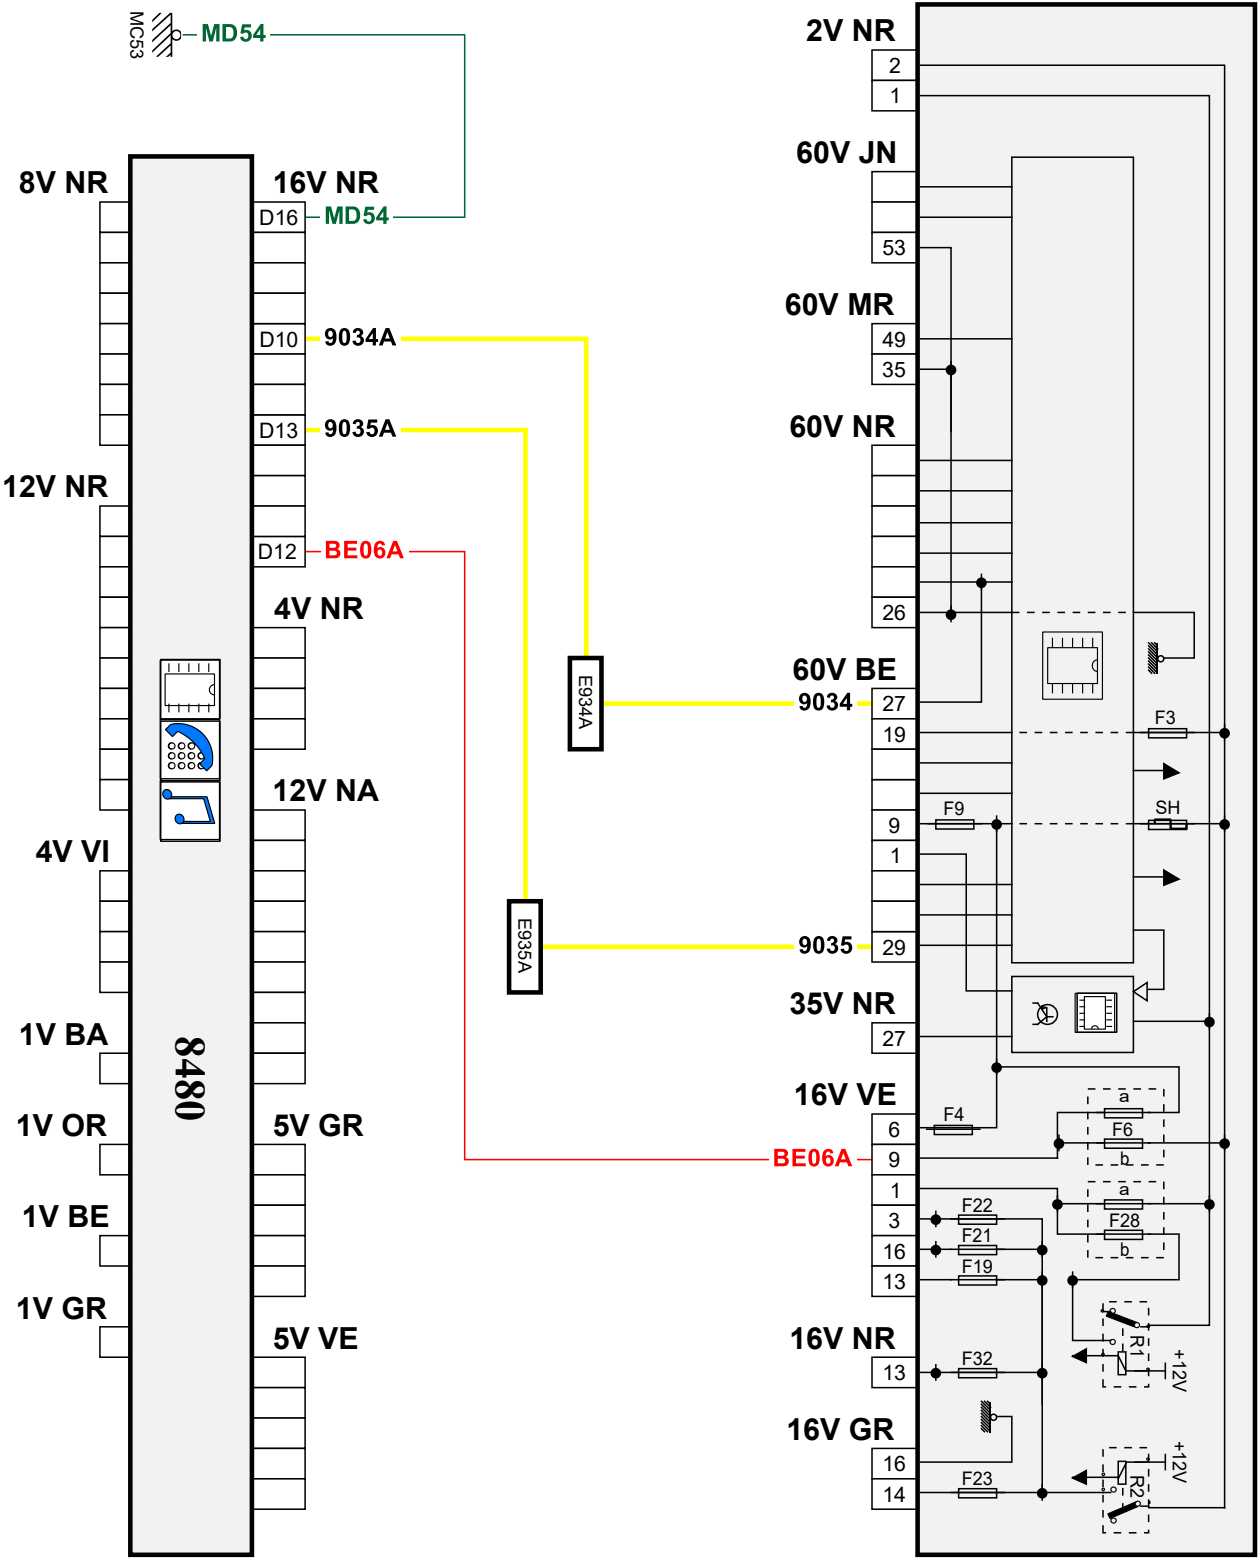 MC53
MD54
8V NR
16V NR
D16
MD54
D10
9034A
D13
9035A
12V NR
D12
BE06A
4V NR
12V NA
4V VI
1V BA
8480
1V OR
5V GR
1V BE
1V GR
5V VE
E934A
E935A
2V NR
2
1
60V JN
53
60V MR
49
35
60V NR
26
60V BE
9034
27
19
F3
9
F9
SH
1
9035
29
35V NR
27
16V VE
6
F4
a
F6
b
BE06A
9
1
a
F28
b
3
F22
16
F21
13
F19
R1
+12V
16V NR
13
F32
16V GR
16
14
F23
R2
+12V